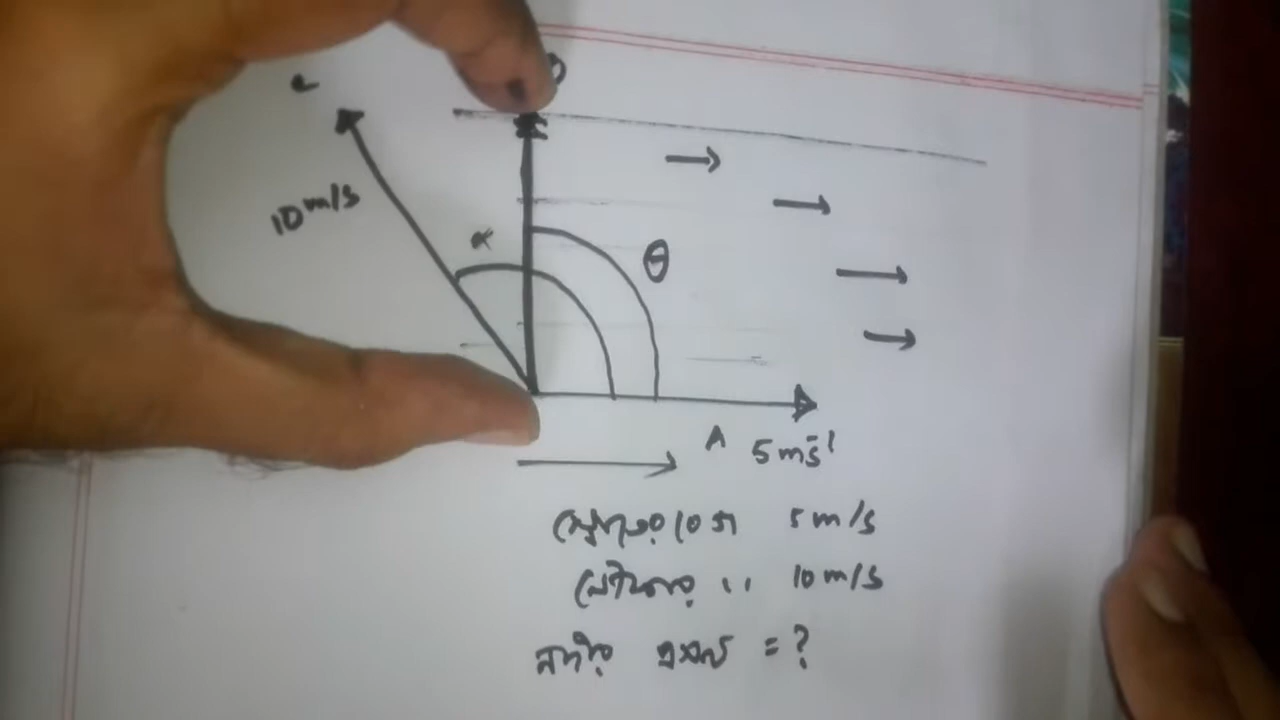 10 m/s
α
θ
A 5 ms⁻¹
স্রোতের বেগ 5 m/s
নৌকার ,, 10 m/s
নদীর প্রস্থ = ?